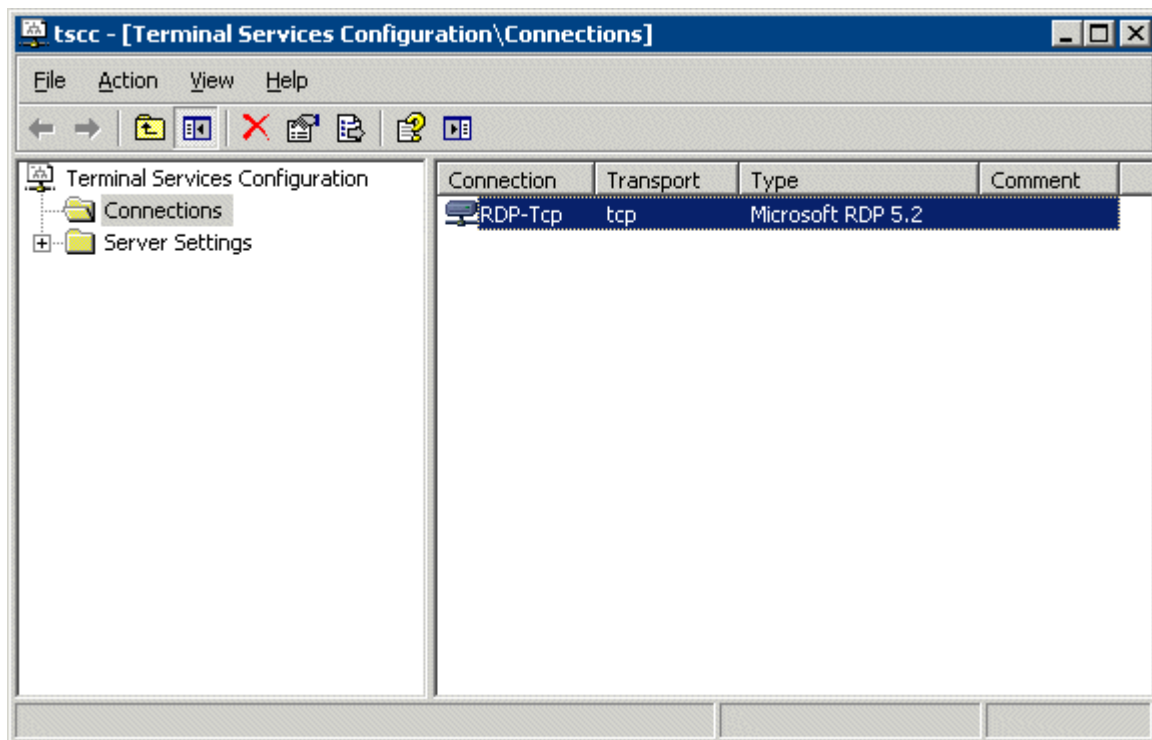 tscc - [Terminal Services Configuration\Connections]
File Action View Help
Terminal Services Configuration
Connections
Server Settings
Connection Transport Type Comment
RDP-Tcp tcp Microsoft RDP 5.2